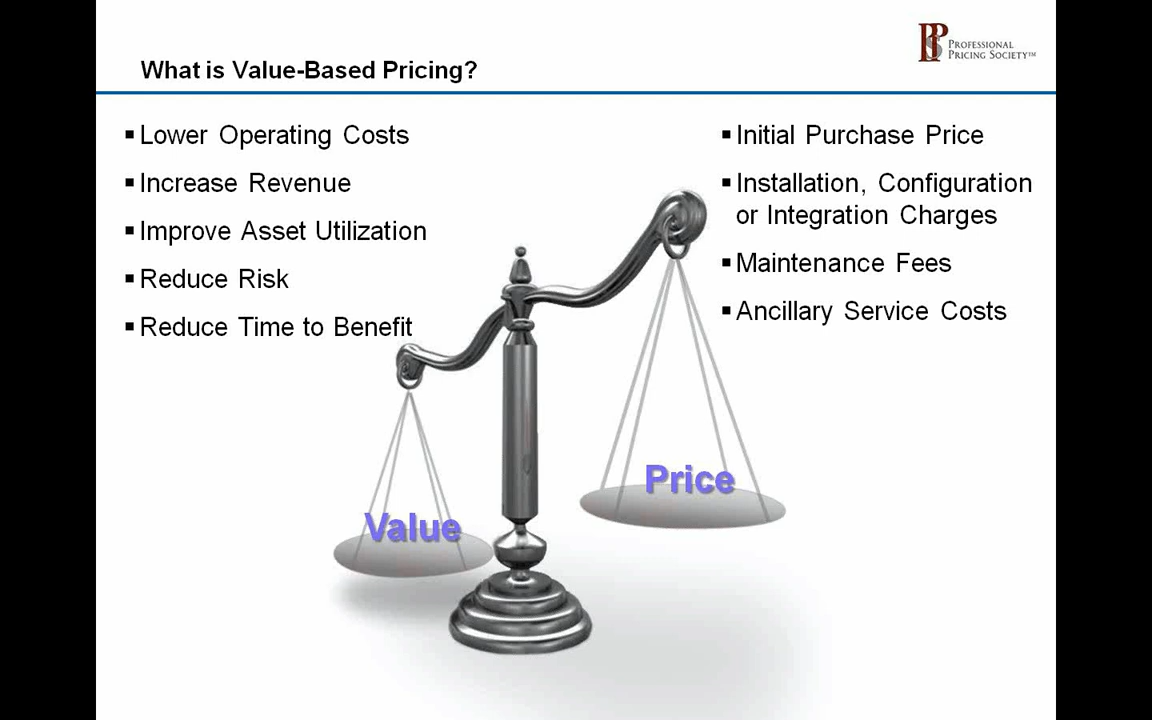 What is Value-Based Pricing?
PPS PROFESSIONAL
PRICING SOCIETY™
▪ Lower Operating Costs
▪ Increase Revenue
▪ Improve Asset Utilization
▪ Reduce Risk
▪ Reduce Time to Benefit
▪ Initial Purchase Price
▪ Installation, Configuration
or Integration Charges
▪ Maintenance Fees
▪ Ancillary Service Costs
Value
Price